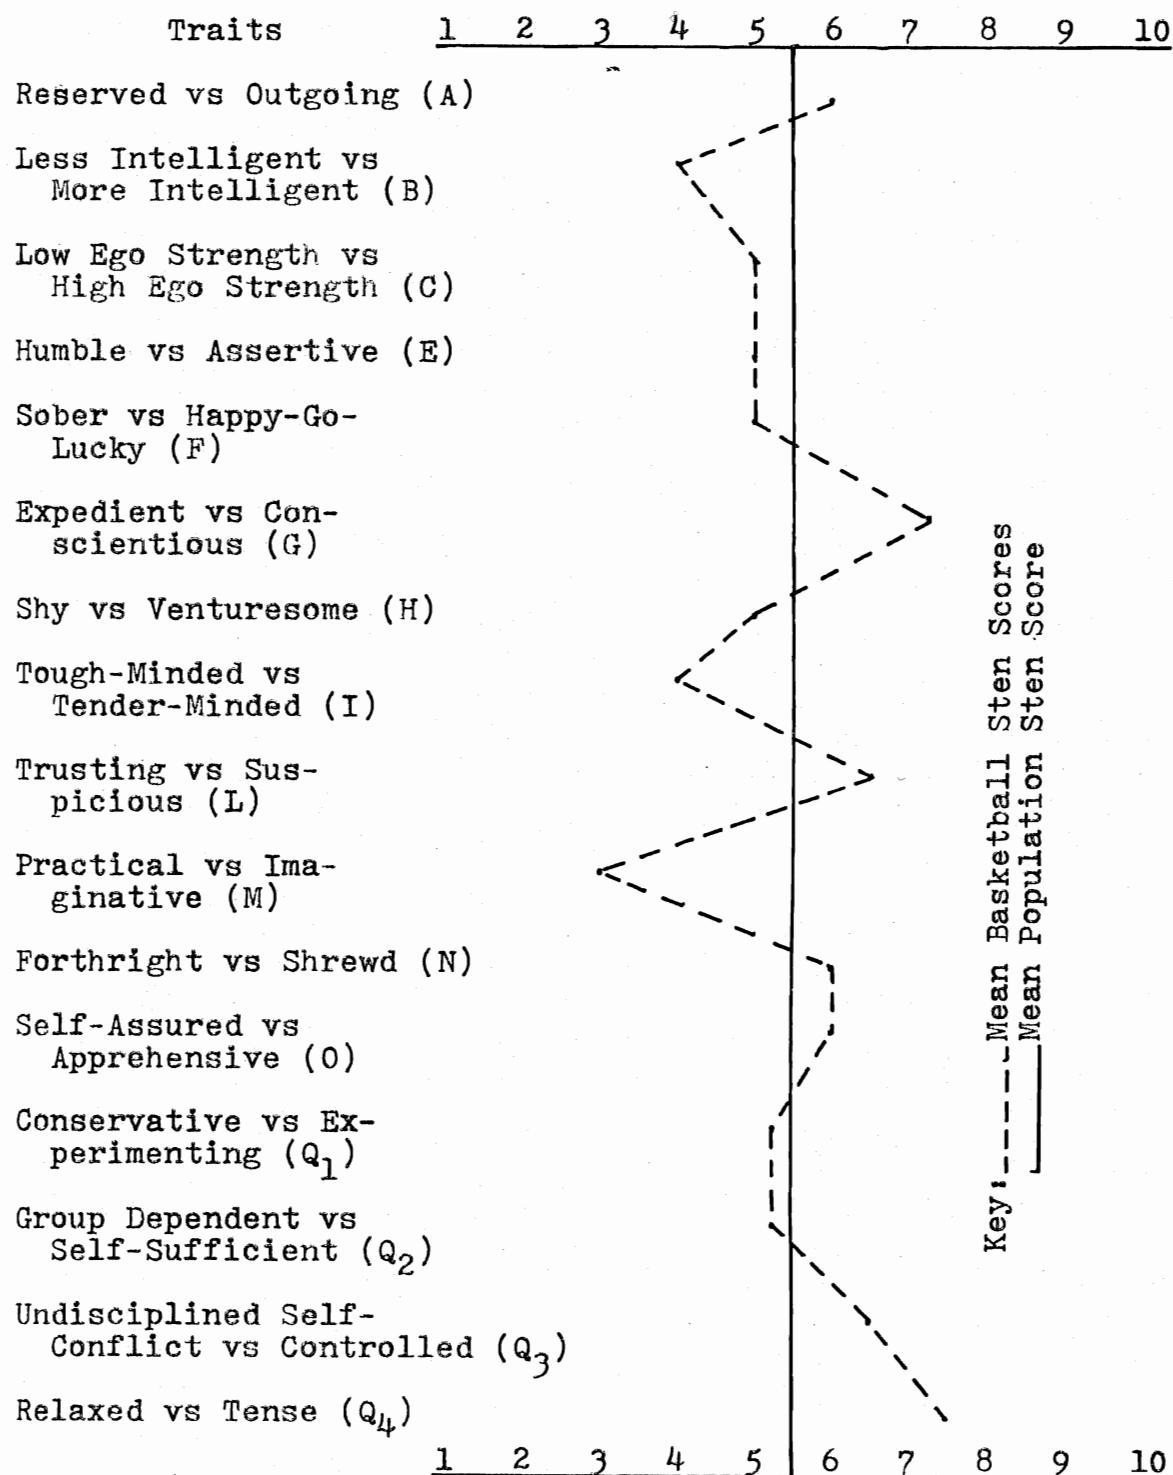 Traits 1 2 3 4 5 6 7 8 9 10
Reserved vs Outgoing (A)
Less Intelligent vs
More Intelligent (B)
Low Ego Strength vs
High Ego Strength (C)
Humble vs Assertive (E)
Sober vs Happy-Go-
Lucky (F)
Expedient vs Con-
scientious (G)
Shy vs Venturesome (H)
Tough-Minded vs
Tender-Minded (I)
Trusting vs Sus-
picious (L)
Practical vs Ima-
ginative (M)
Forthright vs Shrewd (N)
Self-Assured vs
Apprehensive (O)
Conservative vs Ex-
perimenting (Q1)
Group Dependent vs
Self-Sufficient (Q2)
Undisciplined Self-
Conflict vs Controlled (Q3)
Relaxed vs Tense (Q4)
1 2 3 4 5 6 7 8 9 10
Key: Mean Basketball Sten Scores
Mean Population Sten Score